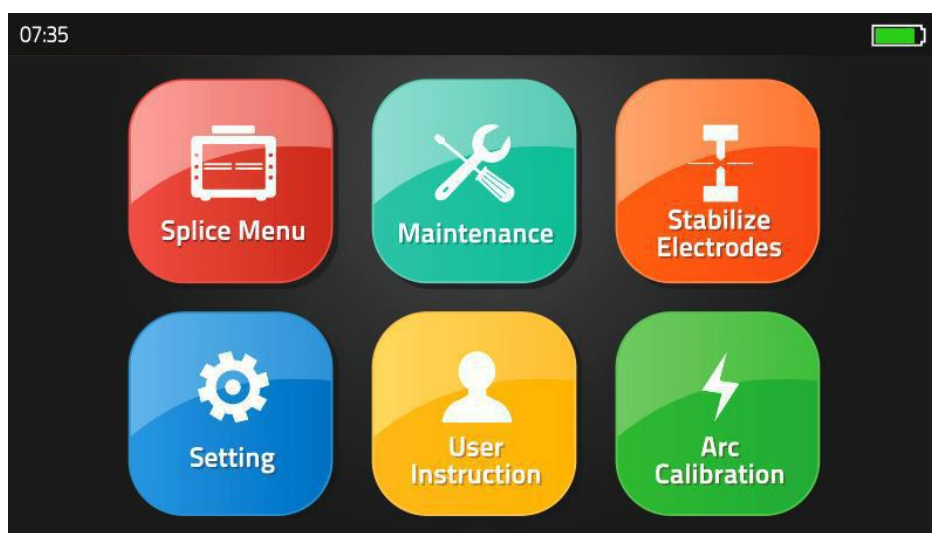 07:35
Splice Menu
Maintenance
Stabilize
Electrodes
Setting
User
Instruction
Arc
Calibration